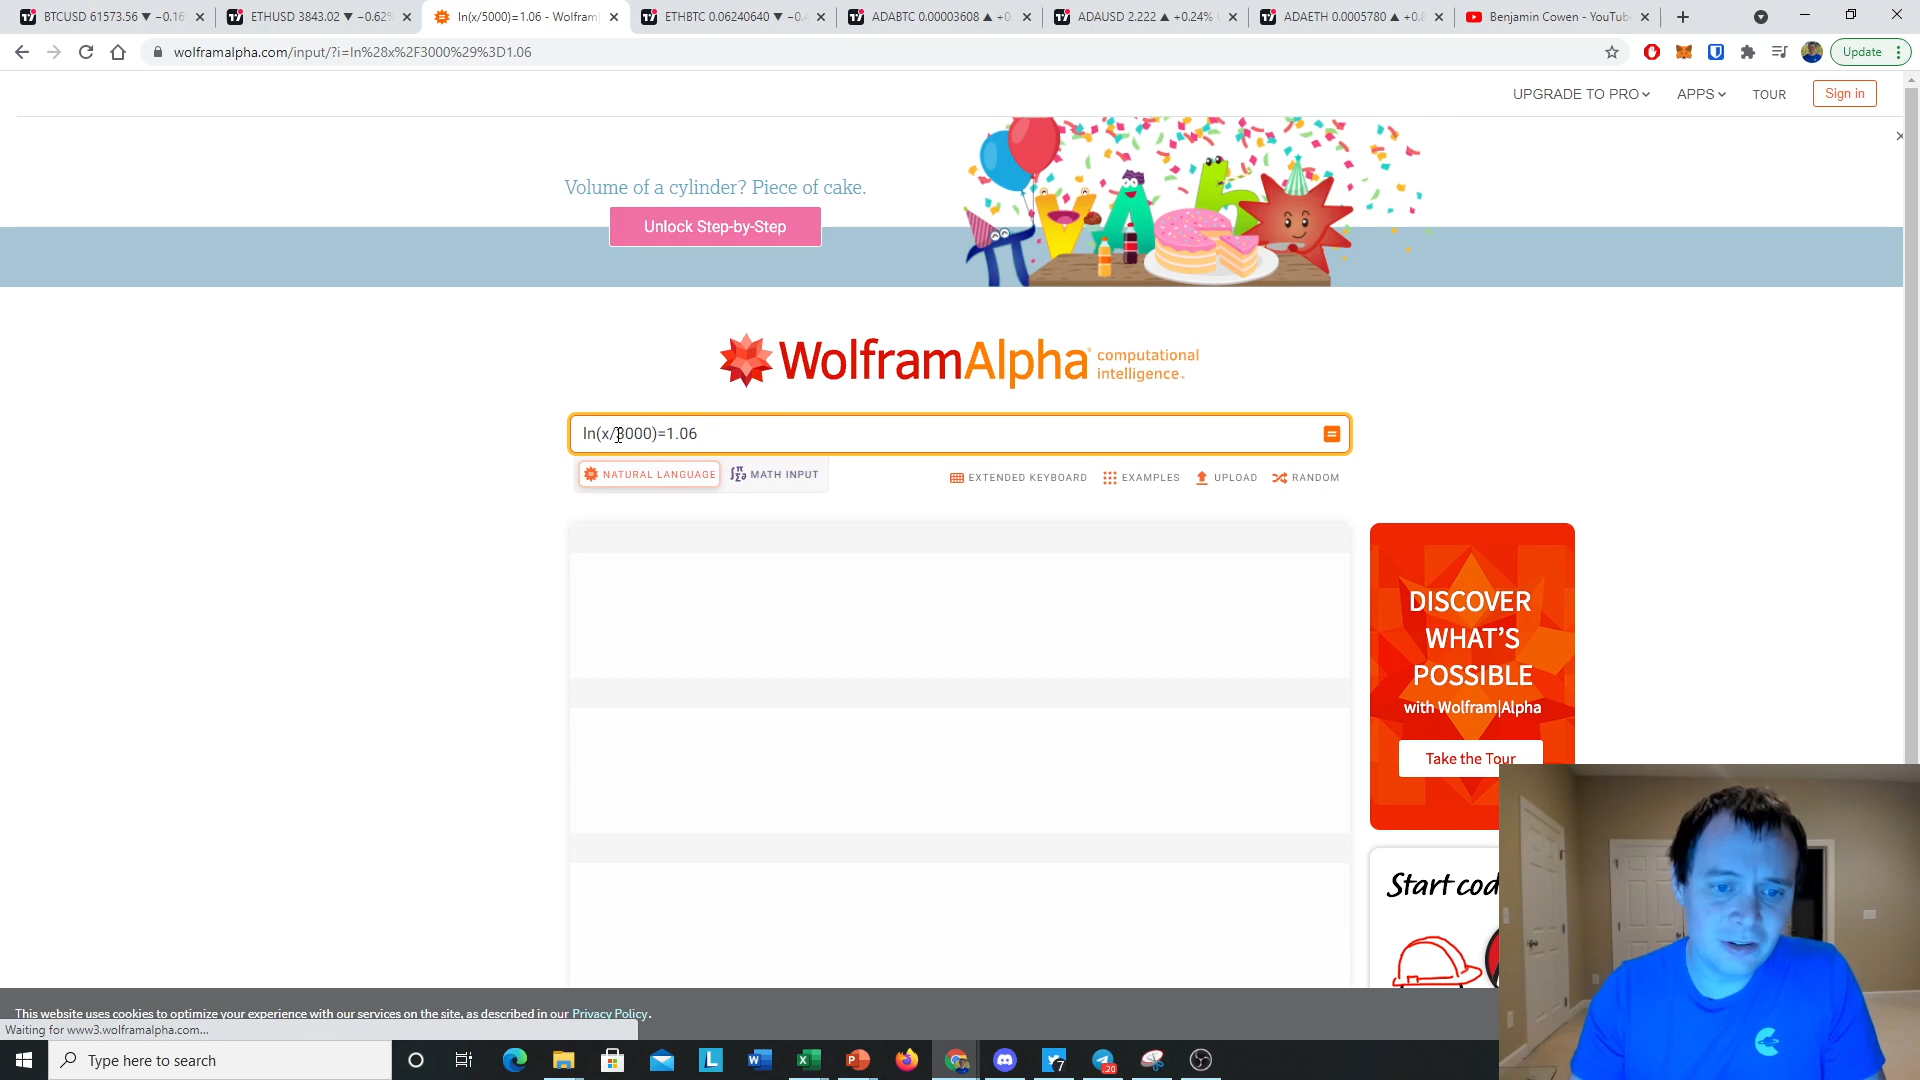 BTCUSD 61573.56 ▼ −0.16
ETHUSD 3843.02 ▼ −0.62%
ln(x/5000)=1.06 - Wolfram
ETHBTC 0.06240640 ▼
ADABTC 0.00003608 ▲ +0.
ADAUSD 2.222 ▲ +0.24%
ADAETH 0.0005780 ▲ +0.
Benjamin Cowen - YouTube
wolframalpha.com/input/?i=ln%28x%2F3000%29%3D1.06
Update
UPGRADE TO PRO
APPS
TOUR
Sign in
Volume of a cylinder? Piece of cake.
Unlock Step-by-Step
WolframAlpha computational
intelligence.
ln(x/3000)=1.06
NATURAL LANGUAGE
MATH INPUT
EXTENDED KEYBOARD
EXAMPLES
UPLOAD
RANDOM
DISCOVER
WHAT'S
POSSIBLE
with Wolfram|Alpha
Take the Tour
Start cod
This website uses cookies to optimize your experience with our services on the site, as described in our Privacy Policy.
Waiting for www3.wolframalpha.com...
Type here to search
7
20